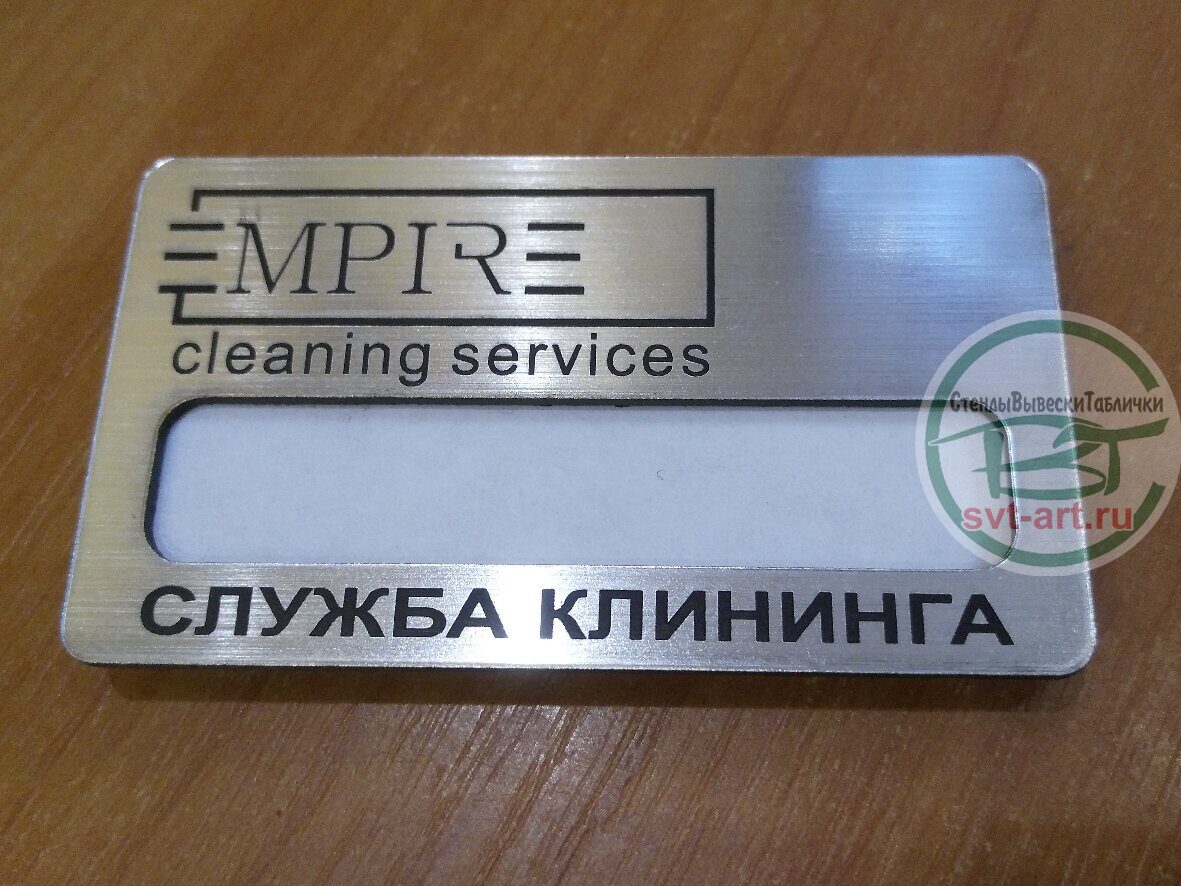 EMPIRE
cleaning services
СтендыВывескиТаблички
svt-art.ru
СЛУЖБА КЛИНИНГА